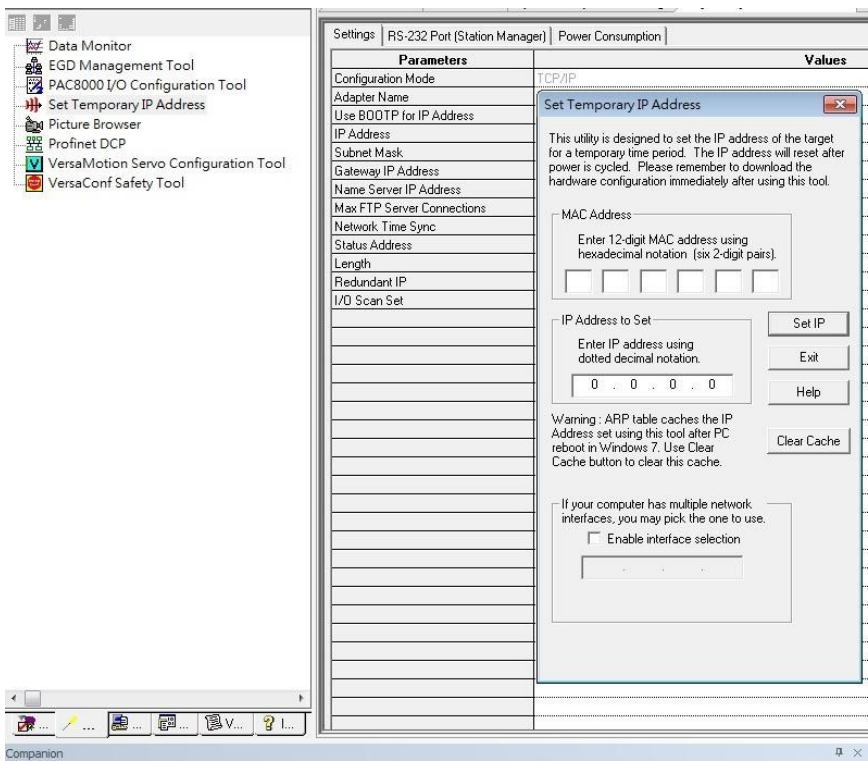 Data Monitor
EGD Management Tool
PAC8000 I/O Configuration Tool
Set Temporary IP Address
Picture Browser
Profinet DCP
VersaMotion Servo Configuration Tool
VersaConf Safety Tool
... ... ... ... V... I...
Companion
Settings RS-232 Port (Station Manager) Power Consumption
Parameters Values
Configuration Mode TCP/IP
Adapter Name
Use BOOTP for IP Address
IP Address
Subnet Mask
Gateway IP Address
Name Server IP Address
Max FTP Server Connections
Network Time Sync
Status Address
Length
Redundant IP
I/O Scan Set
Set Temporary IP Address
This utility is designed to set the IP address of the target
for a temporary time period. The IP address will reset after
power is cycled. Please remember to download the
hardware configuration immediately after using this tool.
MAC Address
Enter 12-digit MAC address using
hexadecimal notation (six 2-digit pairs).
IP Address to Set
Enter IP address using
dotted decimal notation.
0 . 0 . 0 . 0
Set IP
Exit
Help
Warning : ARP table caches the IP
Address set using this tool after PC
reboot in Windows 7. Use Clear
Cache button to clear this cache.
Clear Cache
If your computer has multiple network
interfaces, you may pick the one to use.
Enable interface selection
. . .